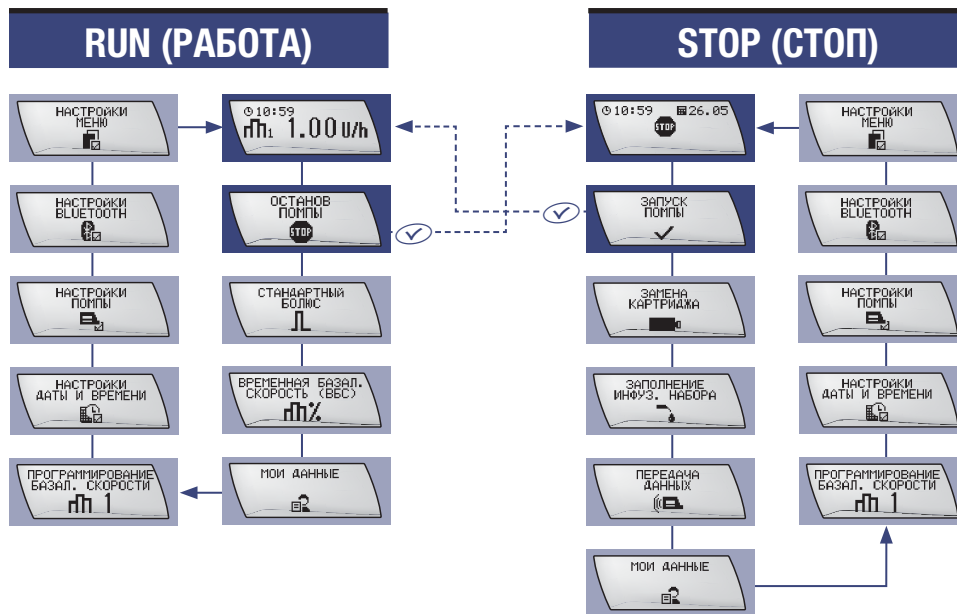 RUN (РАБОТА)
STOP (СТОП)
НАСТРОЙКИ
МЕНЮ
10:59
1 1.00 U/h
10:59 26.05
STOP
НАСТРОЙКИ
МЕНЮ
НАСТРОЙКИ
BLUETOOTH
ОСТАНОВ
ПОМПЫ
STOP
ЗАПУСК
ПОМПЫ
НАСТРОЙКИ
BLUETOOTH
НАСТРОЙКИ
ПОМПЫ
СТАНДАРТНЫЙ
БОЛЮС
ЗАМЕНА
КАРТРИДЖА
НАСТРОЙКИ
ПОМПЫ
НАСТРОЙКИ
ДАТЫ И ВРЕМЕНИ
ВРЕМЕННАЯ БАЗАЛ.
СКОРОСТЬ (ВБС)
%
ЗАПОЛНЕНИЕ
ИНФУЗ. НАБОРА
НАСТРОЙКИ
ДАТЫ И ВРЕМЕНИ
ПРОГРАММИРОВАНИЕ
БАЗАЛ. СКОРОСТИ
1
МОИ ДАННЫЕ
ПЕРЕДАЧА
ДАННЫХ
ПРОГРАММИРОВАНИЕ
БАЗАЛ. СКОРОСТИ
1
МОИ ДАННЫЕ